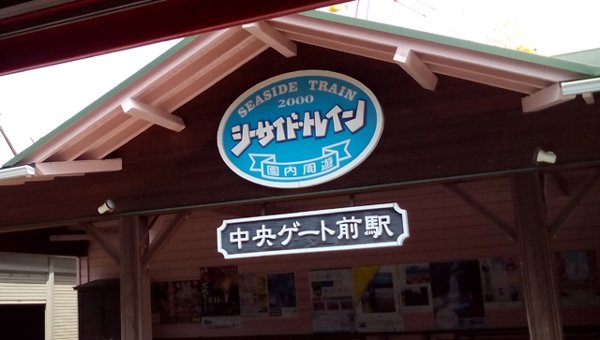 SEASIDE TRAIN
2000
シーサイド・トレイン
園内周遊
中央ゲート前駅